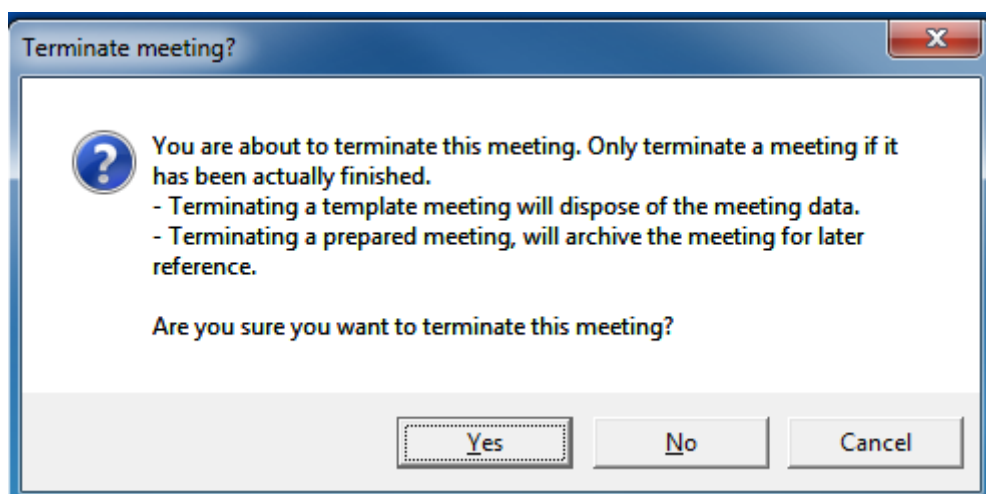 Terminate meeting?
You are about to terminate this meeting. Only terminate a meeting if it
has been actually finished.
- Terminating a template meeting will dispose of the meeting data.
- Terminating a prepared meeting, will archive the meeting for later
reference.
Are you sure you want to terminate this meeting?
Yes No Cancel